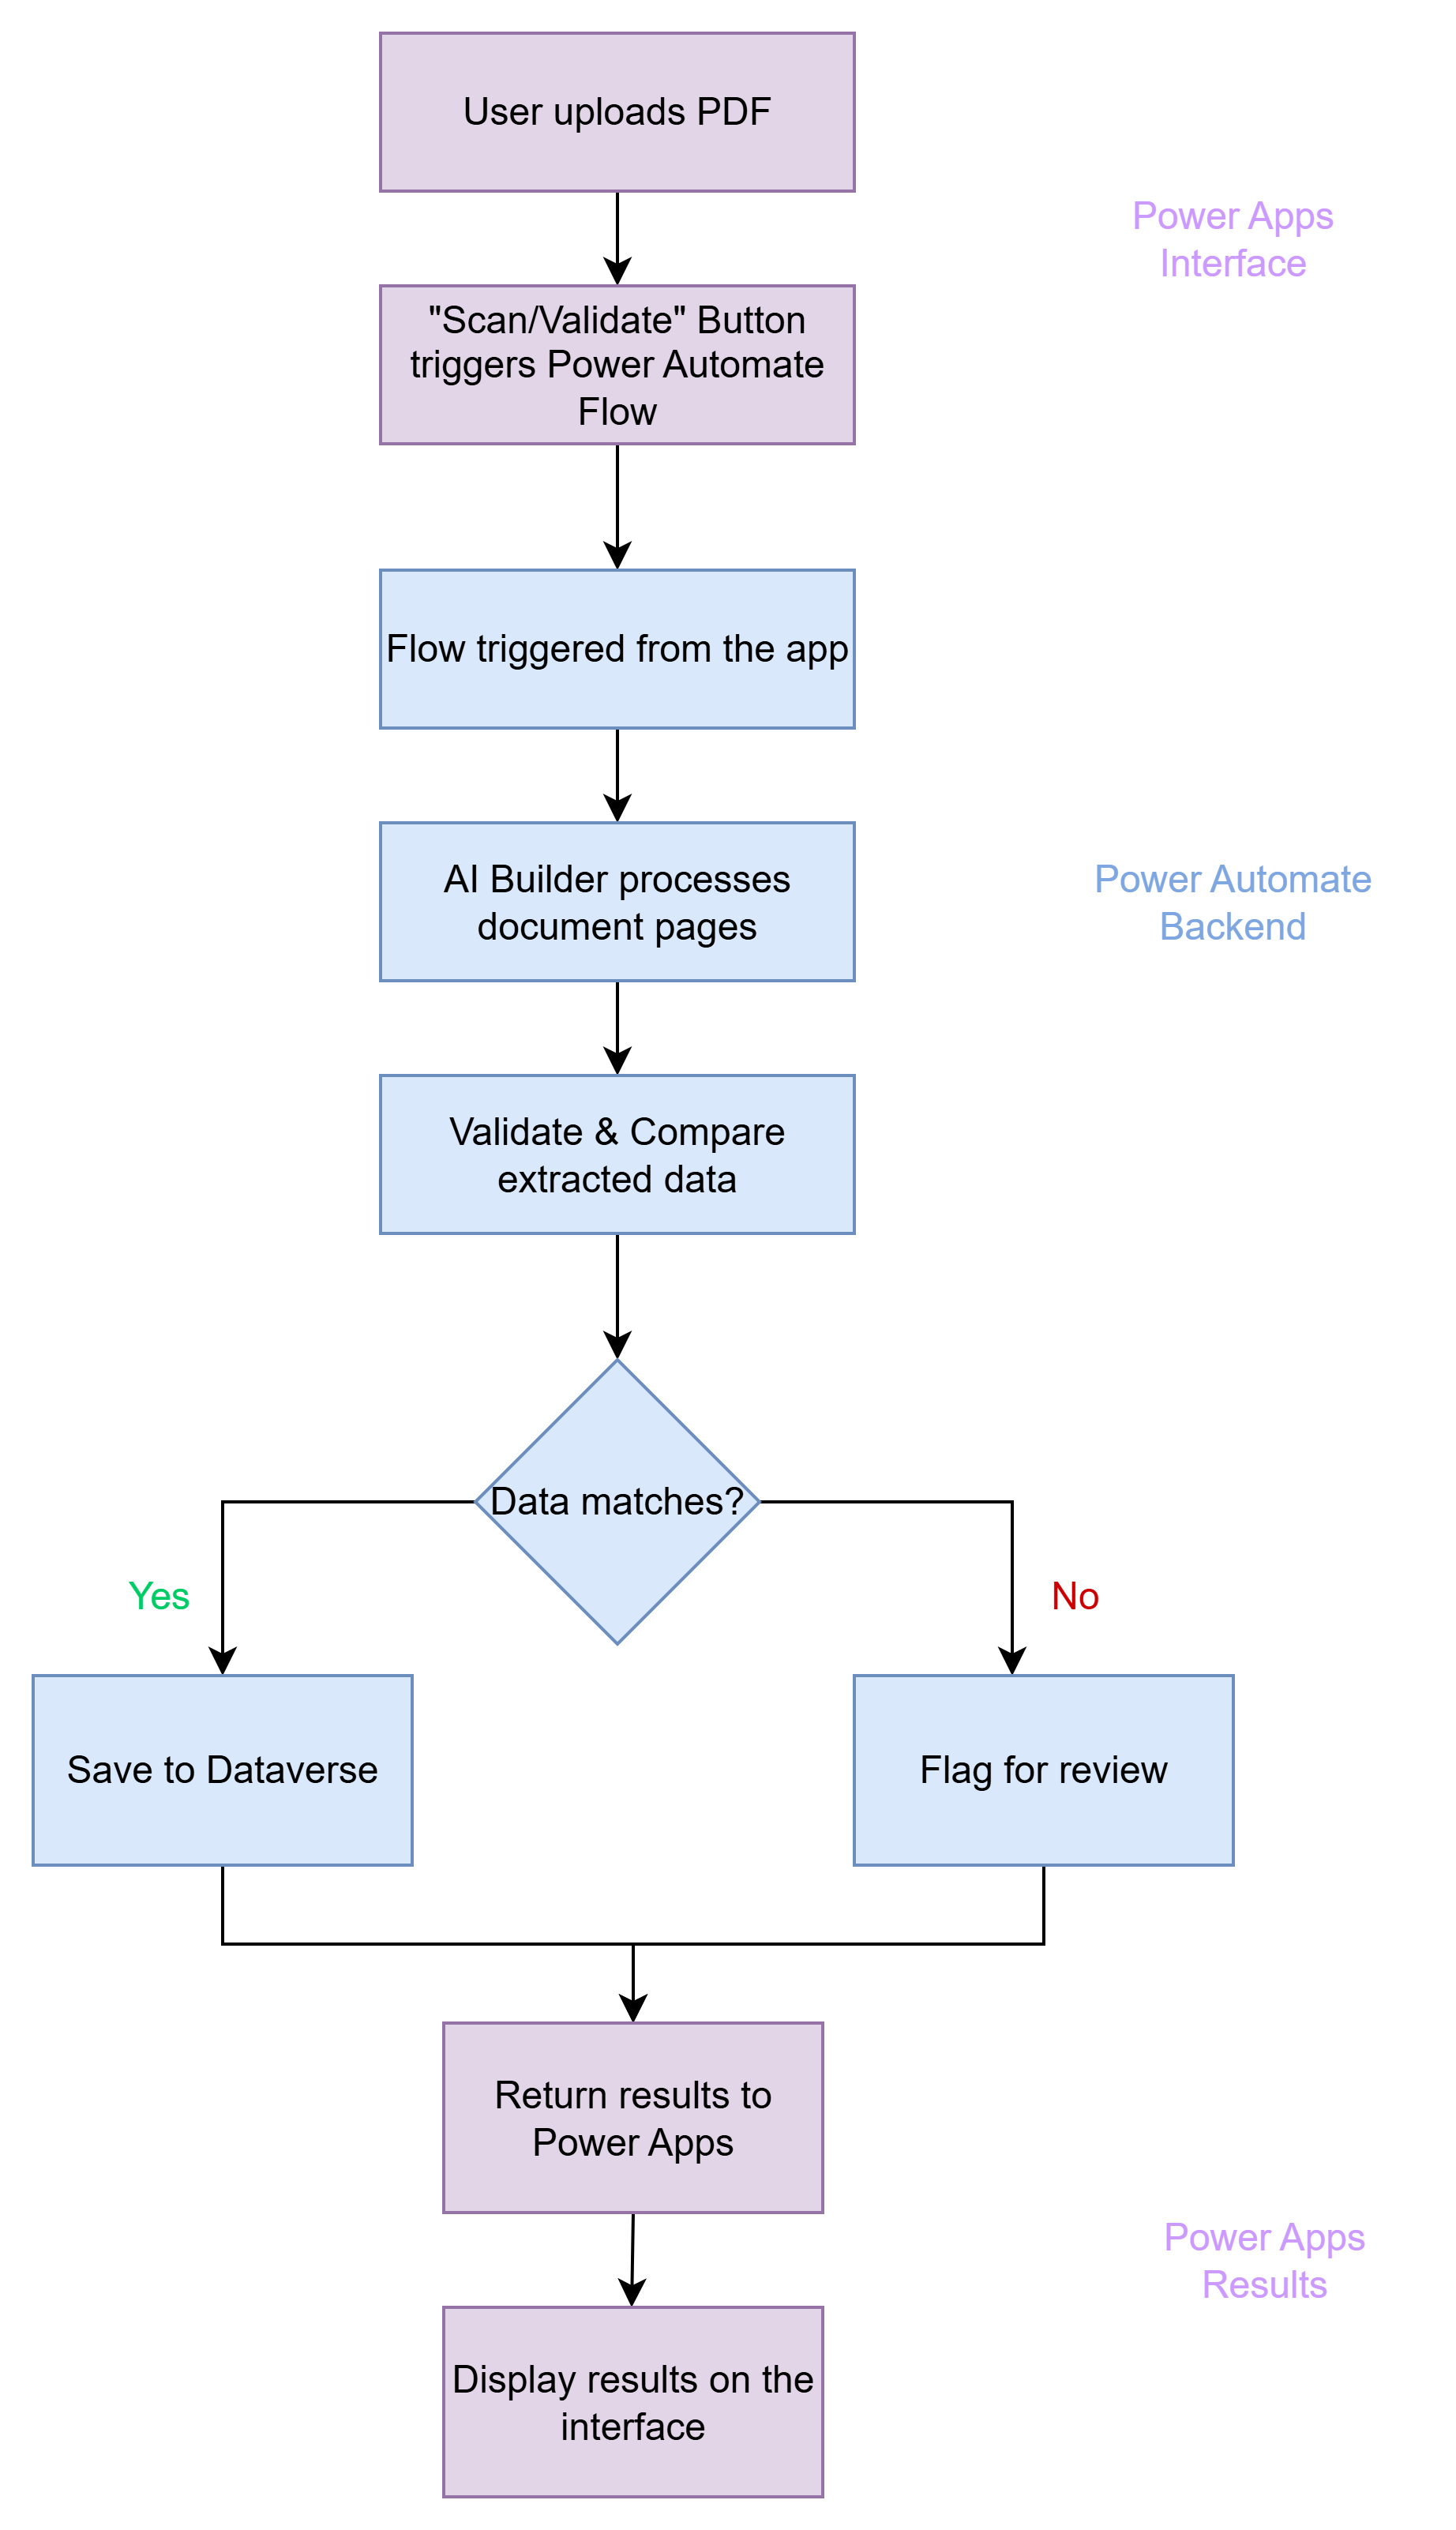 User uploads PDF
Power Apps
Interface
"Scan/Validate" Button
triggers Power Automate
Flow
Flow triggered from the app
AI Builder processes
document pages
Power Automate
Backend
Validate & Compare
extracted data
Data matches?
Yes
No
Save to Dataverse
Flag for review
Return results to
Power Apps
Power Apps
Results
Display results on the
interface